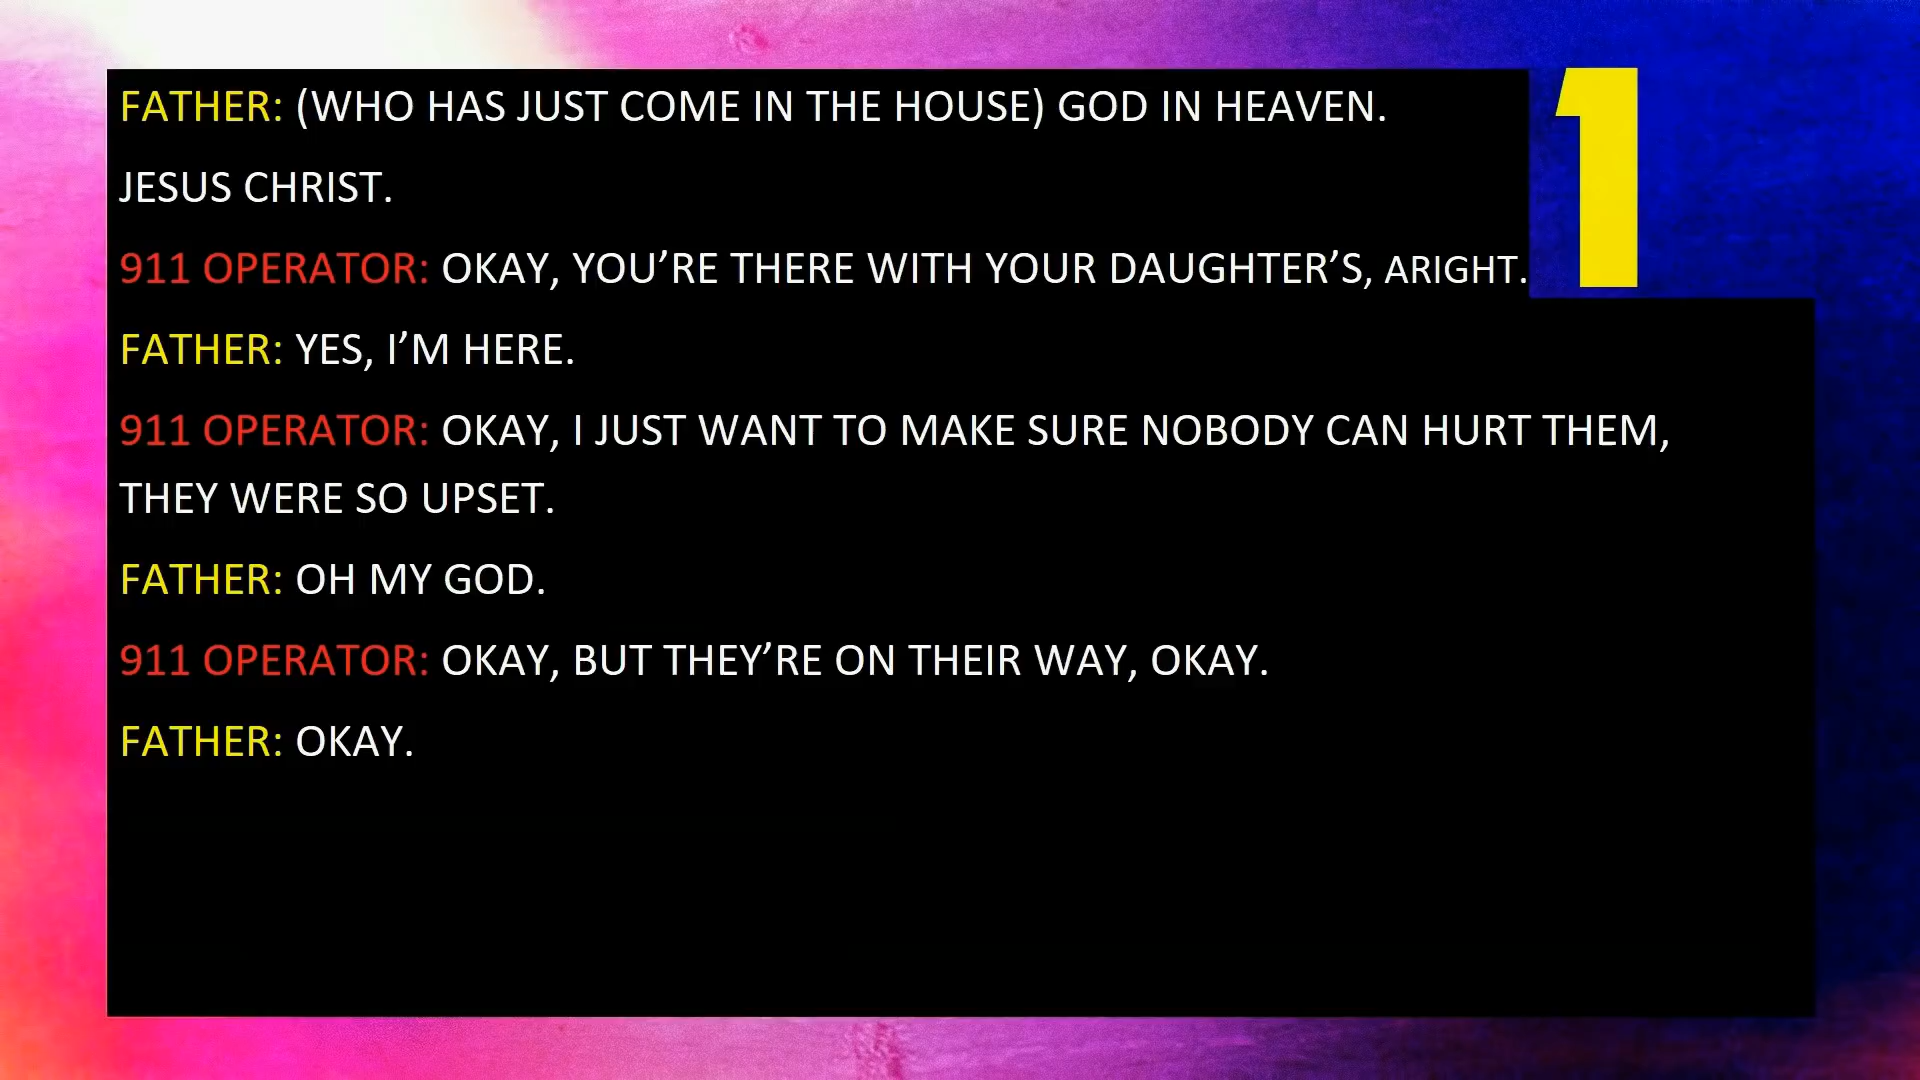 FATHER: (WHO HAS JUST COME IN THE HOUSE) GOD IN HEAVEN.
JESUS CHRIST.
911 OPERATOR: OKAY, YOU’RE THERE WITH YOUR DAUGHTER’S, ARIGHT.
1
FATHER: YES, I’M HERE.
911 OPERATOR: OKAY, I JUST WANT TO MAKE SURE NOBODY CAN HURT THEM,
THEY WERE SO UPSET.
FATHER: OH MY GOD.
911 OPERATOR: OKAY, BUT THEY’RE ON THEIR WAY, OKAY.
FATHER: OKAY.